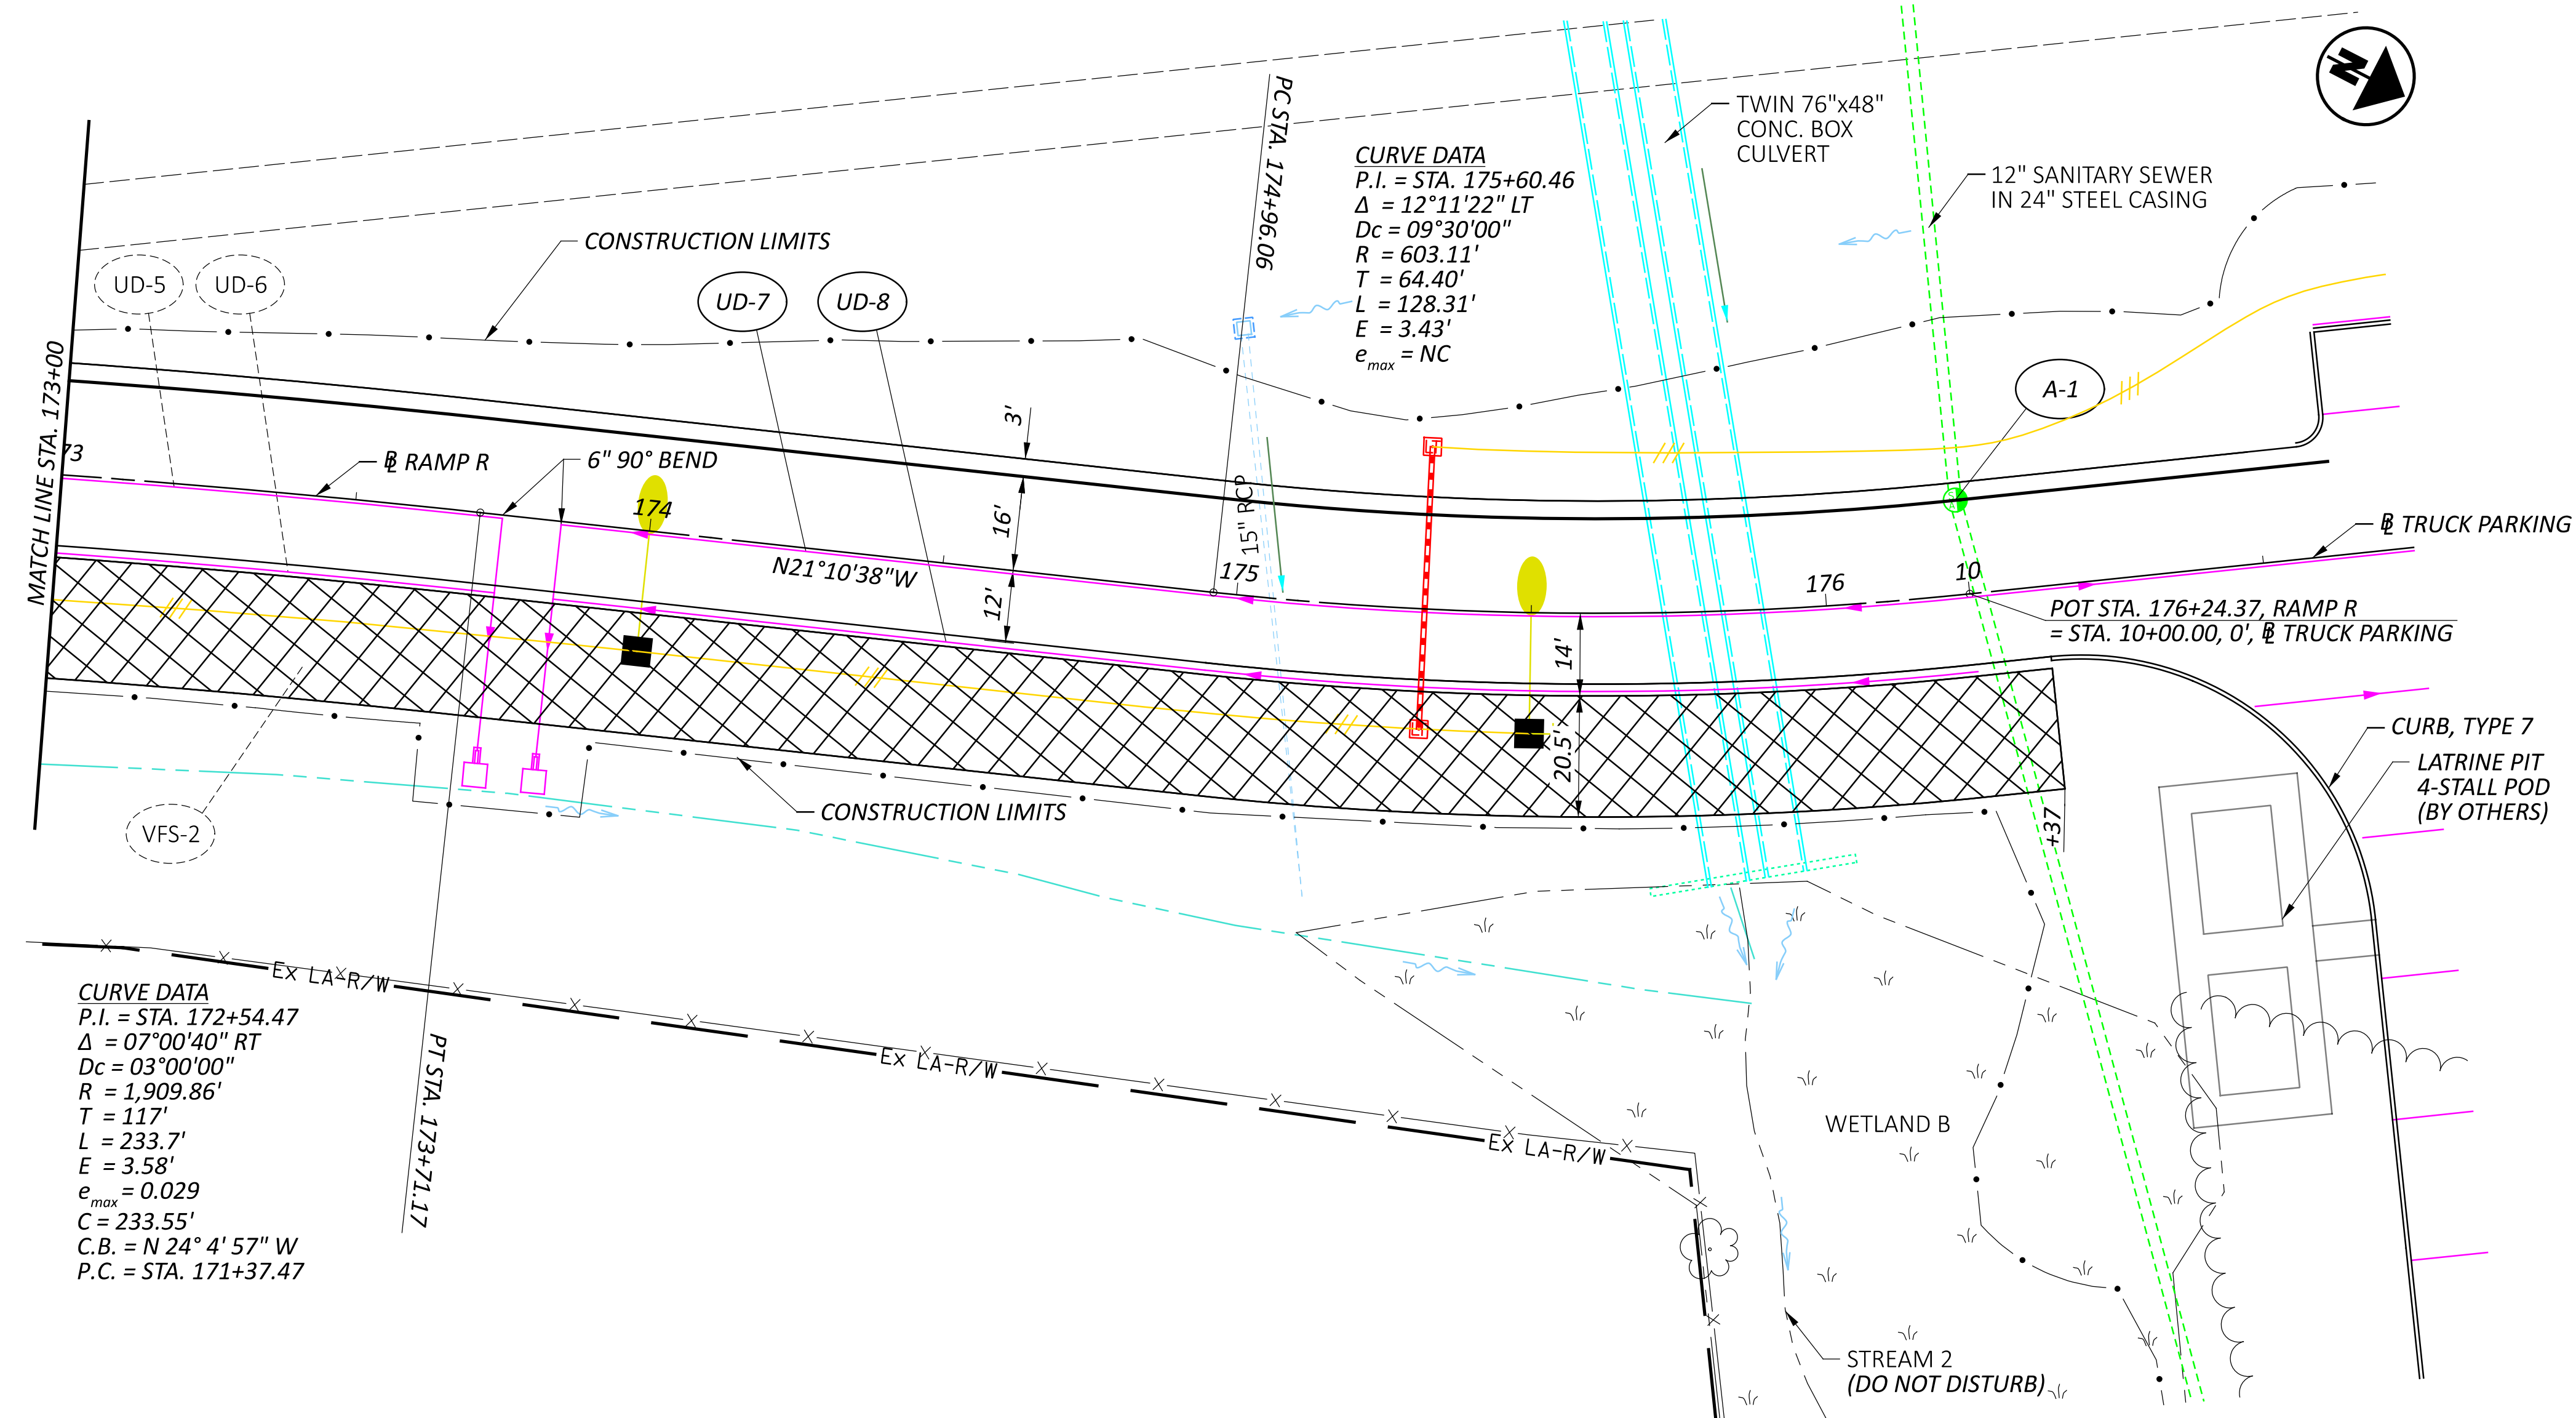 N
TWIN 76"x48"
CONC. BOX
CULVERT
12" SANITARY SEWER
IN 24" STEEL CASING
PC STA. 174+96.06
CURVE DATA
P.I. = STA. 175+60.46
Δ = 12°11'22" LT
Dc = 09°30'00"
R = 603.11'
T = 64.40'
L = 128.31'
E = 3.43'
emax = NC
CONSTRUCTION LIMITS
UD-5
UD-6
UD-7
UD-8
A-1
MATCH LINE STA. 173+00
73
BL RAMP R
6" 90° BEND
174
3'
16'
12'
N21°10'38"W
15" RCP
175
176
10
BL TRUCK PARKING
POT STA. 176+24.37, RAMP R
= STA. 10+00.00, 0', BL TRUCK PARKING
14'
20.5'
CURB, TYPE 7
LATRINE PIT
4-STALL POD
(BY OTHERS)
+37
VFS-2
CONSTRUCTION LIMITS
Ex LA-R/W
Ex LA-R/W
Ex LA-R/W
CURVE DATA
P.I. = STA. 172+54.47
Δ = 07°00'40" RT
Dc = 03°00'00"
R = 1,909.86'
T = 117'
L = 233.7'
E = 3.58'
emax = 0.029
C = 233.55'
C.B. = N 24° 4' 57" W
P.C. = STA. 171+37.47
PT STA. 173+71.17
WETLAND B
STREAM 2
(DO NOT DISTURB)